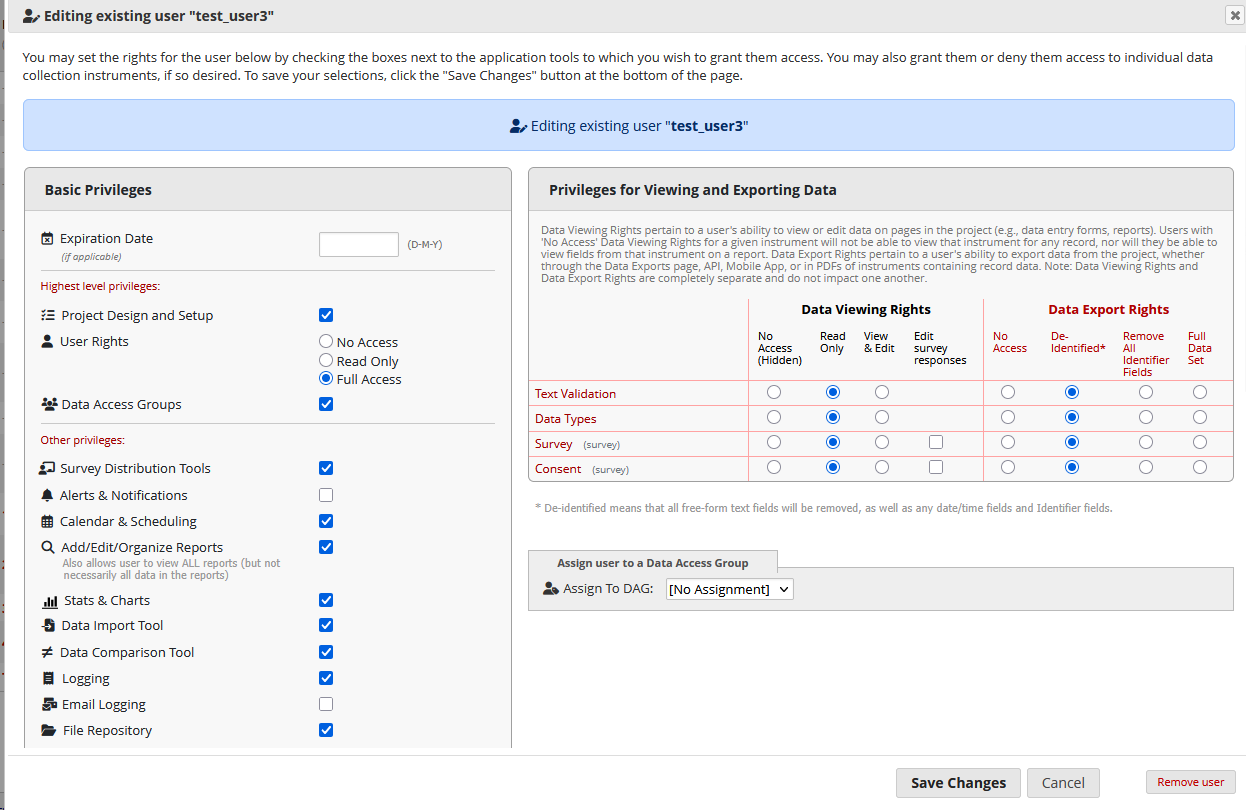 Editing existing user "test_user3"
You may set the rights for the user below by checking the boxes next to the application tools to which you wish to grant them access. You may also grant them or deny them access to individual data
collection instruments, if so desired. To save your selections, click the "Save Changes" button at the bottom of the page.
Editing existing user "test_user3"
Basic Privileges
Expiration Date
(if applicable)
(D-M-Y)
Highest level privileges:
Project Design and Setup
User Rights
No Access
Read Only
Full Access
Data Access Groups
Other privileges:
Survey Distribution Tools
Alerts & Notifications
Calendar & Scheduling
Add/Edit/Organize Reports
Also allows user to view ALL reports (but not
necessarily all data in the reports)
Stats & Charts
Data Import Tool
Data Comparison Tool
Logging
Email Logging
File Repository
Privileges for Viewing and Exporting Data
Data Viewing Rights pertain to a user's ability to view or edit data on pages in the project (e.g., data entry forms, reports). Users with
'No Access' Data Viewing Rights for a given instrument will not be able to view that instrument for any record, nor will they be able to
view fields from that instrument on a report. Data Export Rights pertain to a user's ability to export data from the project, whether
through the Data Exports page, API, Mobile App, or in PDFs of instruments containing record data. Note: Data Viewing Rights and
Data Export Rights are completely separate and do not impact one another.
Data Viewing Rights
Data Export Rights
No
Access
(Hidden)
Read
Only
View
& Edit
Edit
survey
responses
No
Access
De-
Identified*
Remove
All
Identifier
Fields
Full
Data
Set
Text Validation
Data Types
Survey (survey)
Consent (survey)
* De-identified means that all free-form text fields will be removed, as well as any date/time fields and Identifier fields.
Assign user to a Data Access Group
Assign To DAG: [No Assignment]
Save Changes
Cancel
Remove user